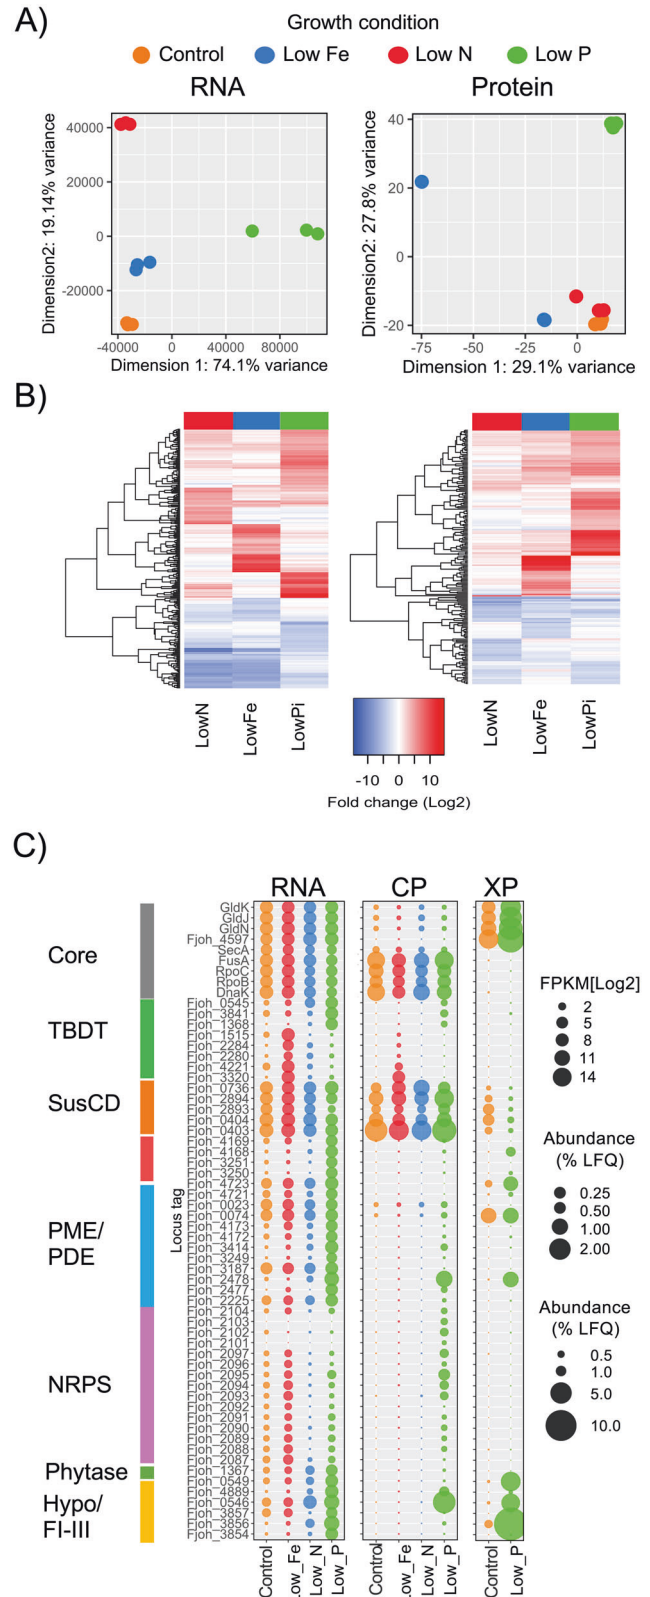 A)
Growth condition
Control Low Fe Low N Low P
RNA Protein
Dimension2: 19.14% variance
40000
20000
0
-20000
-40000 0 40000 80000
Dimension 1: 74.1% variance
Dimension2: 27.8% variance
40
20
0
-20
-75 -50 -25 0
Dimension 1: 29.1% variance
B)
LowN LowFe LowPi
LowN LowFe LowPi
-10 0 10
Fold change (Log2)
C)
RNA CP XP
Core
TBDT
SusCD
PME/
PDE
NRPS
Phytase
Hypo/
FI-III
Locus tag
GldK
GldJ
GldN
Fjoh_4597
SecA
FusA
RpoC
RpoB
DnaK
Fjoh_0545
Fjoh_3841
Fjoh_1368
Fjoh_1515
Fjoh_2284
Fjoh_2280
Fjoh_4221
Fjoh_3320
Fjoh_0736
Fjoh_2894
Fjoh_2893
Fjoh_0404
Fjoh_0403
Fjoh_4169
Fjoh_4168
Fjoh_3251
Fjoh_3250
Fjoh_4723
Fjoh_4721
Fjoh_0023
Fjoh_0074
Fjoh_4173
Fjoh_4172
Fjoh_3414
Fjoh_3249
Fjoh_3187
Fjoh_2478
Fjoh_2477
Fjoh_2225
Fjoh_2104
Fjoh_2103
Fjoh_2102
Fjoh_2101
Fjoh_2097
Fjoh_2096
Fjoh_2095
Fjoh_2094
Fjoh_2093
Fjoh_2092
Fjoh_2091
Fjoh_2090
Fjoh_2089
Fjoh_2088
Fjoh_2087
Fjoh_1367
Fjoh_0549
Fjoh_4889
Fjoh_0546
Fjoh_3857
Fjoh_3856
Fjoh_3854
Control Low_Fe Low_N Low_P
Control Low_Fe Low_N Low_P
Control Low_P
FPKM[Log2]
2
5
8
11
14
Abundance
(% LFQ)
0.25
0.50
1.00
2.00
Abundance
(% LFQ)
0.5
1.0
5.0
10.0